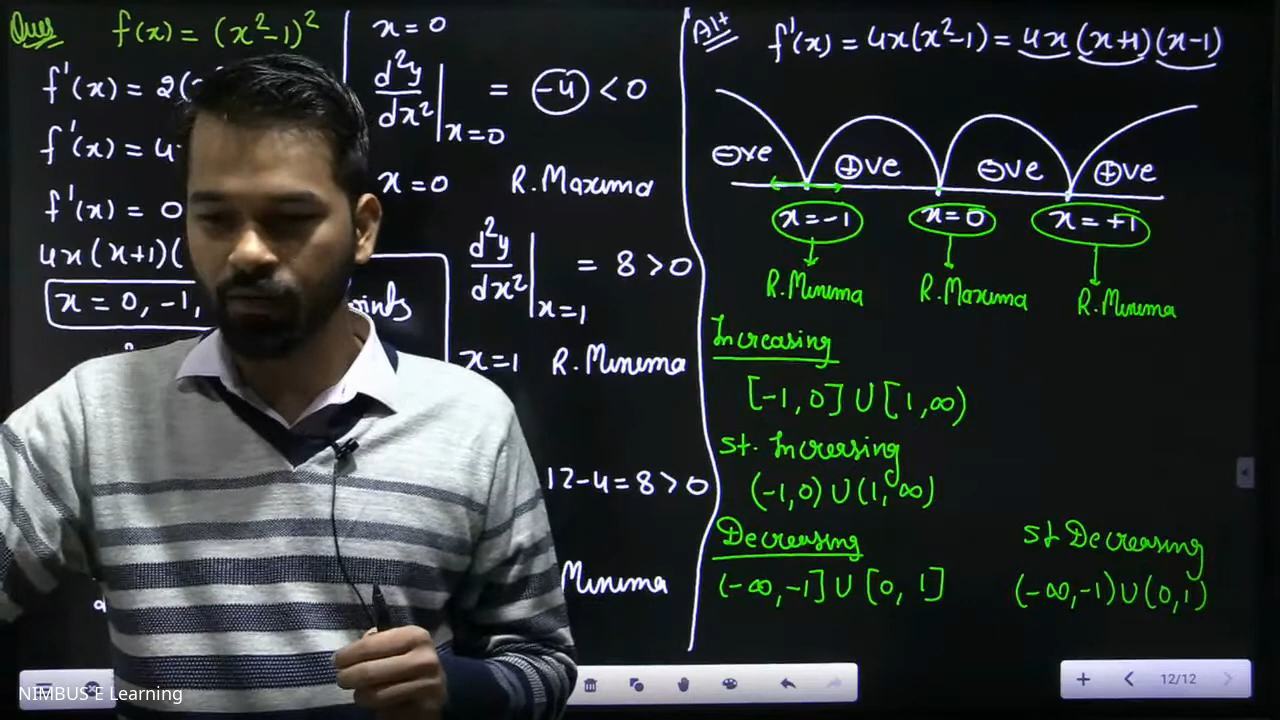 Ques f(x) = (x²-1)²
f'(x) = 2(
f'(x) = 4
f'(x) = 0
4x(x+1)(
x = 0, -1,
x=0
d²y/dx²|x=0 = -4 < 0
x=0 R.Maxima
d²y/dx²|x=1 = 8 > 0
x=1 R.Minima
12-4=8>0
Minima
Alt f'(x) = 4x(x²-1) = 4x (x+1)(x-1)
⊖ve ⊕ve ⊖ve ⊕ve
x=-1 x=0 x=+1
R.Minima R.Maxima R.Minima
Increasing
[-1,0] U [1,∞)
St. Increasing
(-1,0) U (1,∞)
Decreasing
(-∞,-1] U [0,1]
St Decreasing
(-∞,-1) U (0,1)
NIMBUS E Learning
12/12